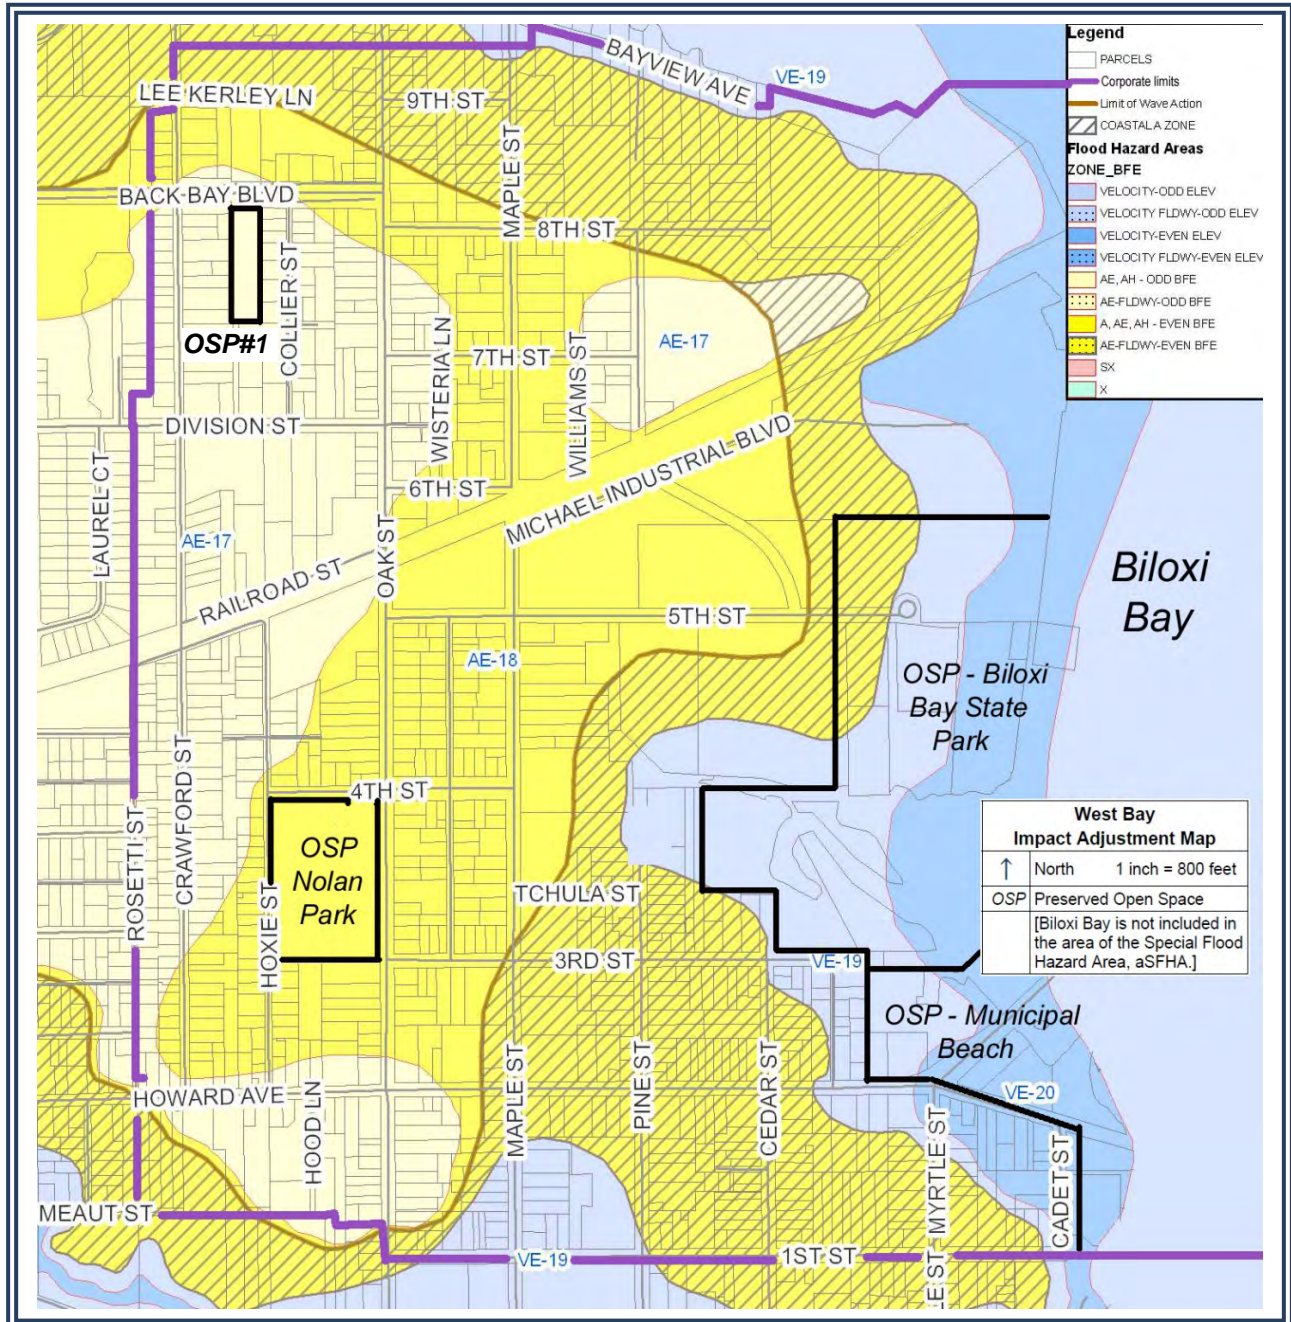 Legend
PARCELS
Corporate limits
Limit of Wave Action
COASTAL A ZONE
Flood Hazard Areas
ZONE_BFE
VELOCITY-ODD ELEV
VELOCITY FLDWY-ODD ELEV
VELOCITY-EVEN ELEV
VELOCITY FLDWY-EVEN ELEV
AE, AH - ODD BFE
AE-FLDWY-ODD BFE
A, AE, AH - EVEN BFE
AE-FLDWY-EVEN BFE
SX
X
BAYVIEW AVE
VE-19
LEE KERLEY LN
9TH ST
MAPLE ST
BACK BAY BLVD
8TH ST
COLLIER ST
OSP#1
WISTERIA LN
7TH ST
WILLIAMS ST
AE-17
DIVISION ST
LAUREL CT
6TH ST
MICHAEL INDUSTRIAL BLVD
AE-17
OAK ST
RAILROAD ST
Biloxi
Bay
5TH ST
AE-18
OSP - Biloxi
Bay State
Park
CRAWFORD ST
4TH ST
ROSETTI ST
HOXIE ST
OSP
Nolan
Park
TCHULA ST
3RD ST
VE-19
West Bay
Impact Adjustment Map
↑ North 1 inch = 800 feet
OSP Preserved Open Space
[Biloxi Bay is not included in
the area of the Special Flood
Hazard Area, aSFHA.]
OSP - Municipal
Beach
HOWARD AVE
HOOD LN
MAPLE ST
PINE ST
CEDAR ST
VE-20
MYRTLE ST
CADET ST
MEAUT ST
VE-19
1ST ST
LE ST